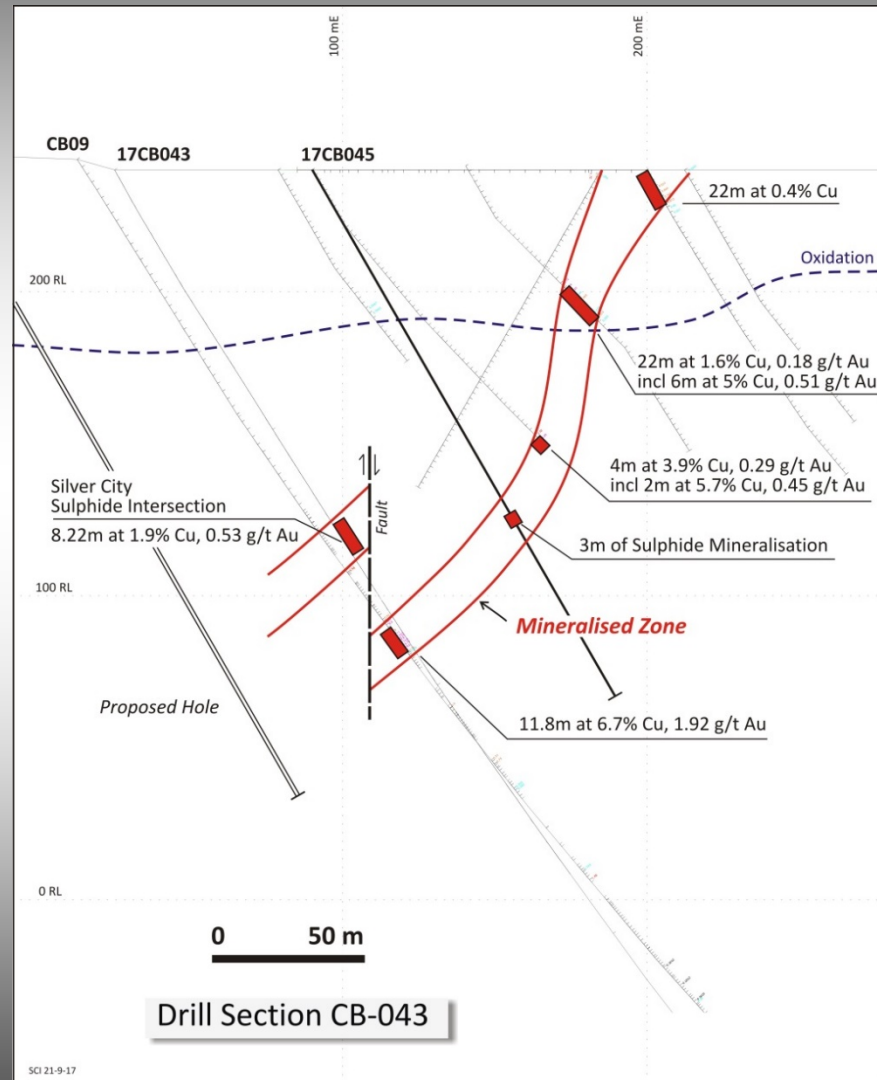 100 mE
200 mE
CB09
17CB043
17CB045
22m at 0.4% Cu
Oxidation
200 RL
22m at 1.6% Cu, 0.18 g/t Au
incl 6m at 5% Cu, 0.51 g/t Au
4m at 3.9% Cu, 0.29 g/t Au
incl 2m at 5.7% Cu, 0.45 g/t Au
Silver City
Sulphide Intersection
8.22m at 1.9% Cu, 0.53 g/t Au
Fault
3m of Sulphide Mineralisation
100 RL
Mineralised Zone
Proposed Hole
11.8m at 6.7% Cu, 1.92 g/t Au
0 RL
0 50 m
Drill Section CB-043
SCI 21-9-17